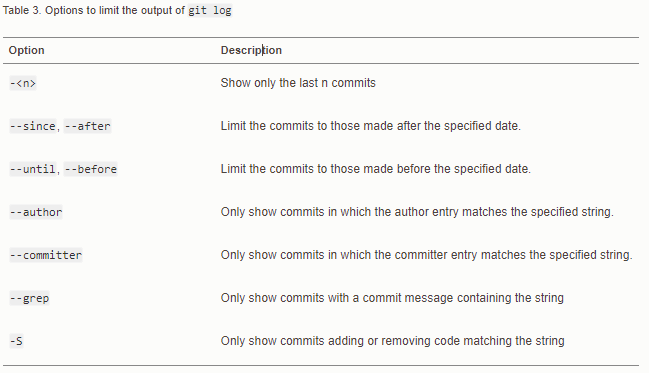 Table 3. Options to limit the output of git log
Option Description
-<n> Show only the last n commits
--since, --after Limit the commits to those made after the specified date.
--until, --before Limit the commits to those made before the specified date.
--author Only show commits in which the author entry matches the specified string.
--committer Only show commits in which the committer entry matches the specified string.
--grep Only show commits with a commit message containing the string
-S Only show commits adding or removing code matching the string